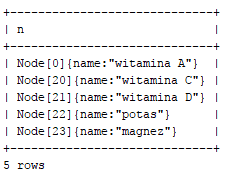 +--------------------------------+
| n
+--------------------------------+
| Node[0]{name:"witamina A"} |
| Node[20]{name:"witamina C"} |
| Node[21]{name:"witamina D"} |
| Node[22]{name:"potas"} |
| Node[23]{name:"magnez"} |
+--------------------------------+
5 rows